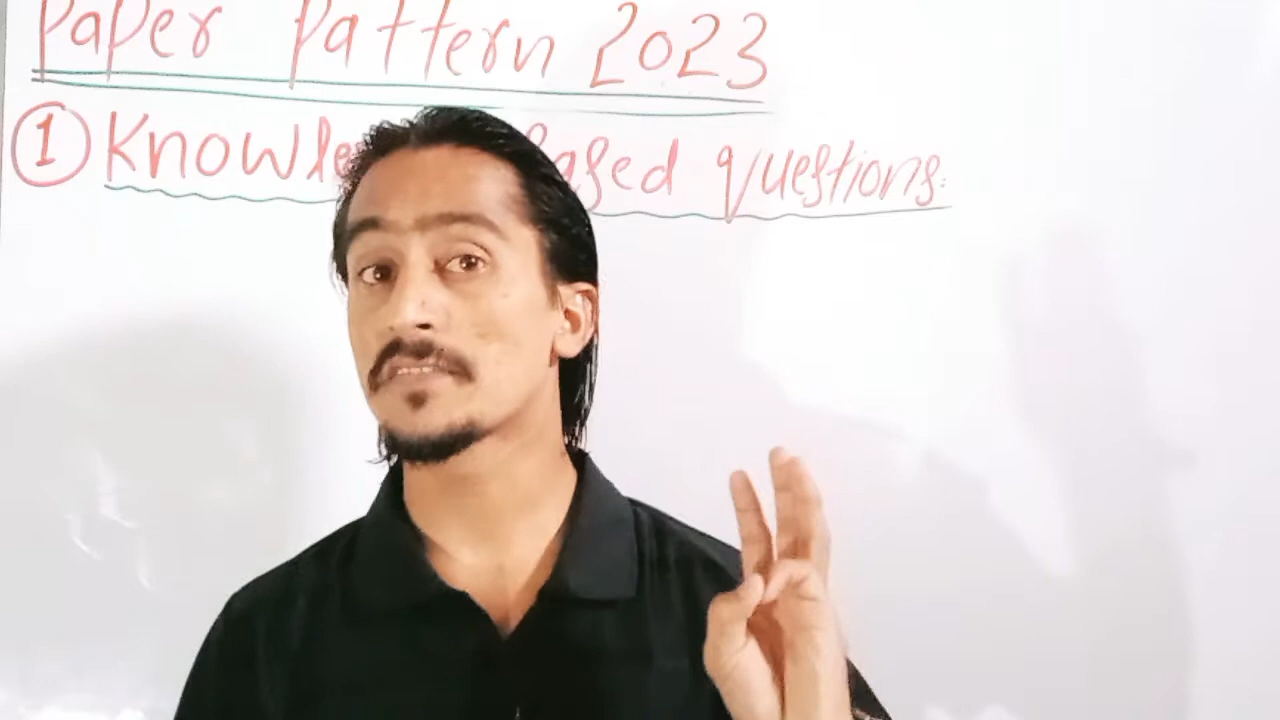 Paper Pattern 2023
① Knowle ased questions: